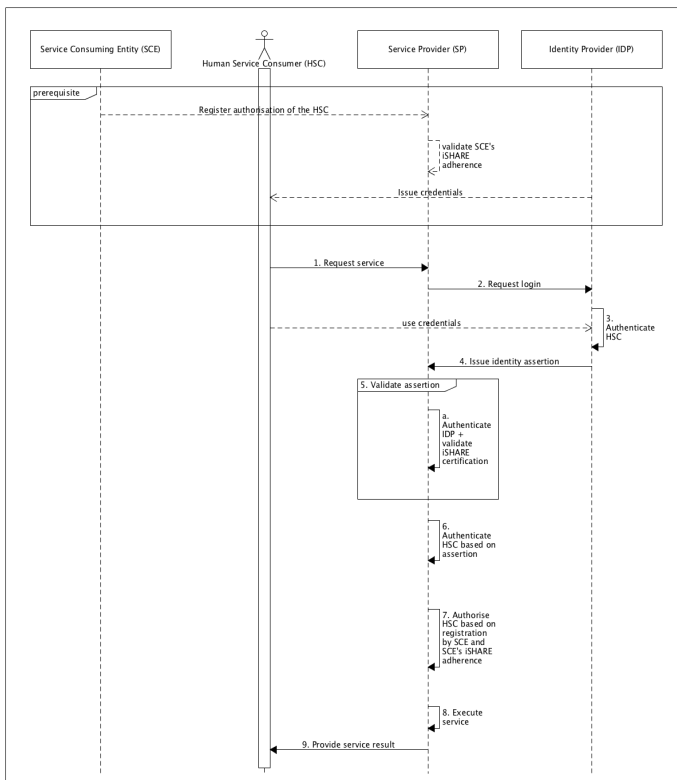 Service Consuming Entity (SCE)
Human Service Consumer (HSC)
Service Provider (SP)
Identity Provider (IDP)
prerequisite
Register authorisation of the HSC
validate SCE's
iSHARE
adherence
Issue credentials
1. Request service
2. Request login
3.
Authenticate
HSC
use credentials
4. Issue identity assertion
5. Validate assertion
a.
Authenticate
IDP +
validate
iSHARE
certification
6.
Authenticate
HSC based on
assertion
7. Authorise
HSC based on
registration
by SCE and
SCE's iSHARE
adherence
8. Execute
service
9. Provide service result